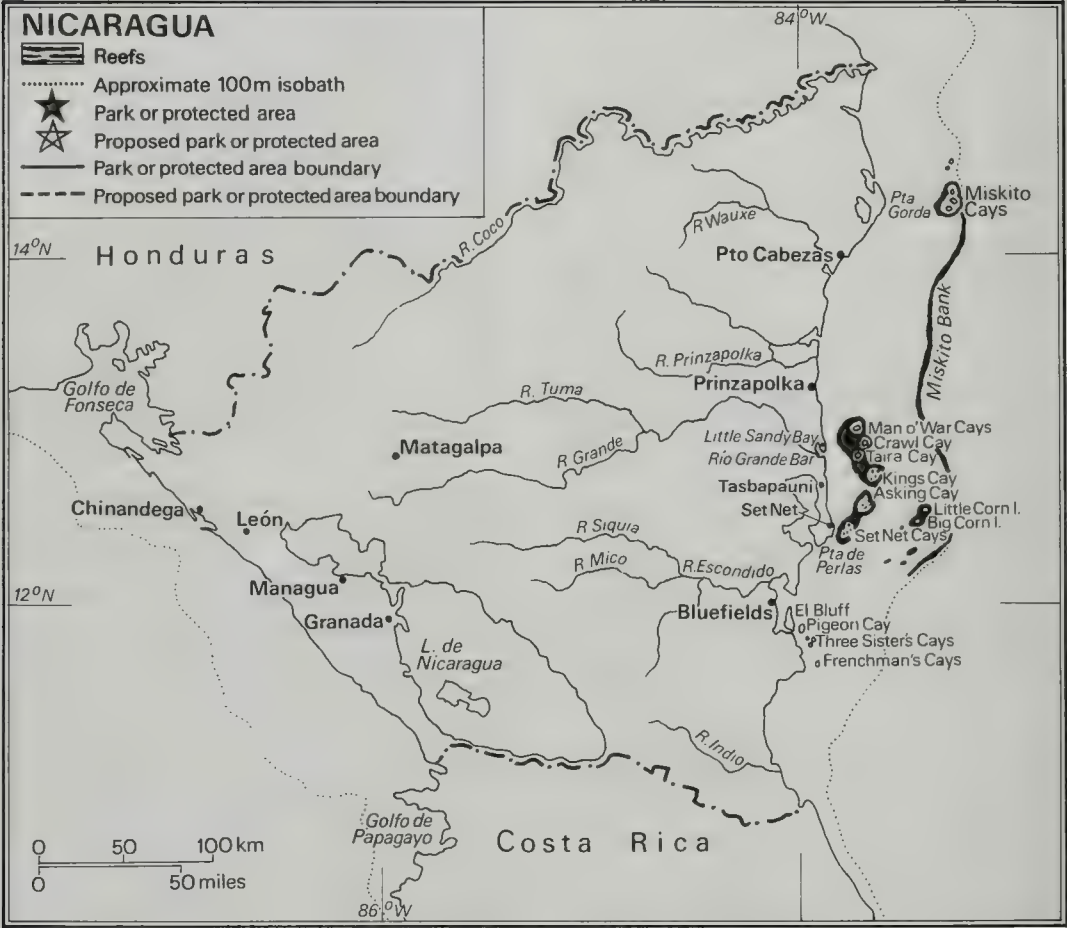 NICARAGUA
Reefs
Approximate 100m isobath
Park or protected area
Proposed park or protected area
Park or protected area boundary
Proposed park or protected area boundary
84°W
Pta
Gorda
Miskito
Cays
R Wauxe
R. Coco
14°N
Honduras
Pto Cabezas
Miskito Bank
Golfo de
Fonseca
R. Prinzapolka
Prinzapolka
R. Tuma
Man o'War Cays
Little Sandy Bay
Crawl Cay
Matagalpa
R Grande
Rio Grande Bar
Taira Cay
Kings Cay
Tasbapauni
Asking Cay
Chinandega
León
Set Net
Little Corn I.
Big Corn I.
R Siquia
Set Net Cays
Pta de
Perlas
R Mico
R. Escondido
Managua
12°N
Bluefields
El Bluff
Granada
Pigeon Cay
Three Sister's Cays
L. de
Nicaragua
Frenchman's Cays
R. Indio
Golfo de
Papagayo
Costa Rica
0 50 100 km
0 50 miles
86°W